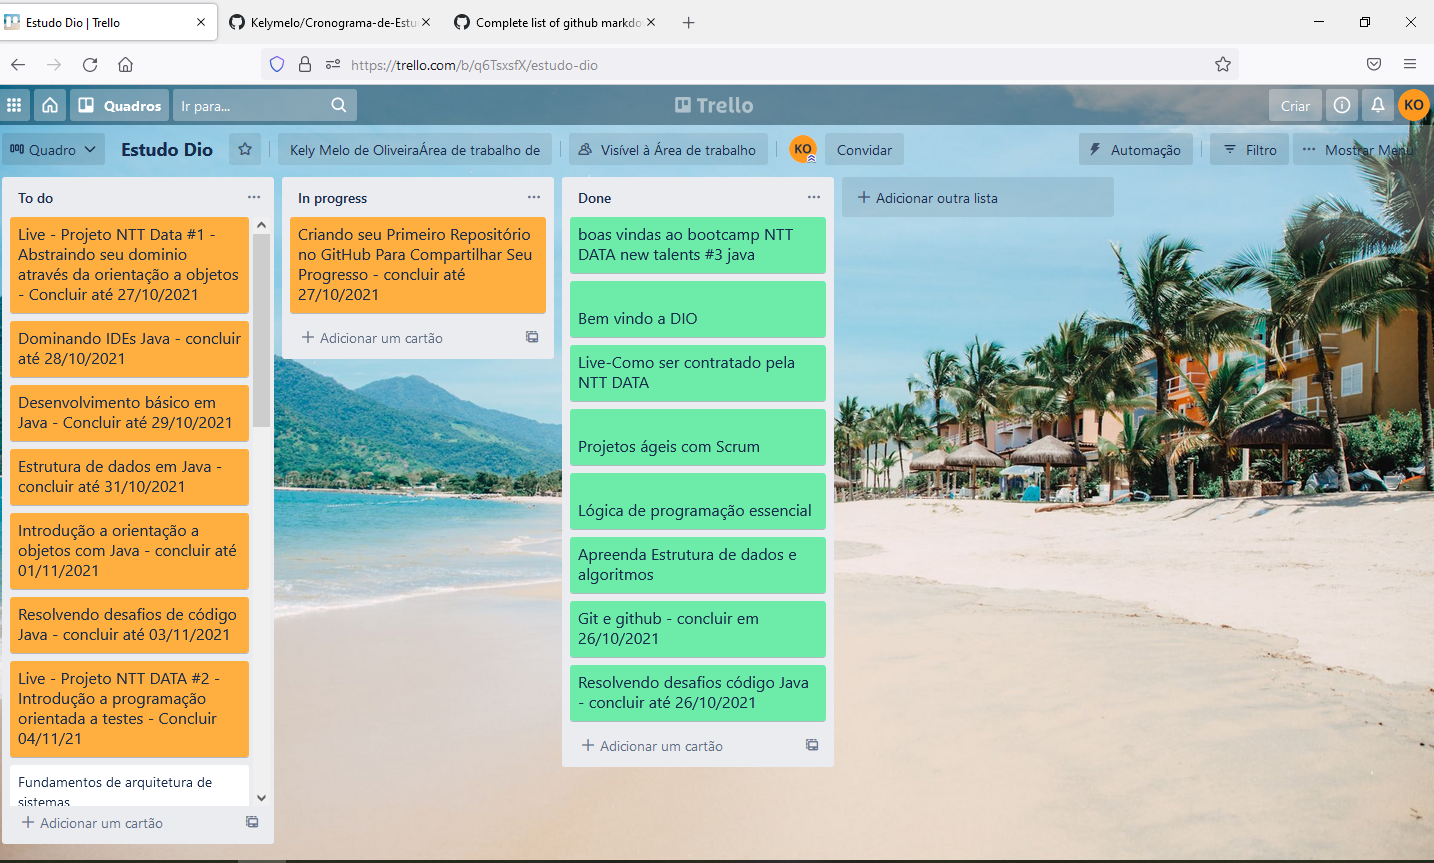 Estudo Dio | Trello
Kelymelo/Cronograma-de-Estu
Complete list of github markdo
https://trello.com/b/q6TsxsfX/estudo-dio
Quadros
Ir para...
Trello
Criar
KO
Quadro
Estudo Dio
Kely Melo de OliveiraÁrea de trabalho de
Visível à Área de trabalho
KO
Convidar
Automação
Filtro
Mostrar Menu
To do
Live - Projeto NTT Data #1 -
Abstraindo seu dominio
através da orientação a objetos
- Concluir até 27/10/2021
Dominando IDEs Java - concluir
até 28/10/2021
Desenvolvimento básico em
Java - Concluir até 29/10/2021
Estrutura de dados em Java -
concluir até 31/10/2021
Introdução a orientação a
objetos com Java - concluir até
01/11/2021
Resolvendo desafios de código
Java - concluir até 03/11/2021
Live - Projeto NTT DATA #2 -
Introdução a programação
orientada a testes - Concluir
04/11/21
Fundamentos de arquitetura de
sistemas
+ Adicionar um cartão
In progress
Criando seu Primeiro Repositório
no GitHub Para Compartilhar Seu
Progresso - concluir até
27/10/2021
+ Adicionar um cartão
Done
boas vindas ao bootcamp NTT
DATA new talents #3 java
Bem vindo a DIO
Live-Como ser contratado pela
NTT DATA
Projetos ágeis com Scrum
Lógica de programação essencial
Apreenda Estrutura de dados e
algoritmos
Git e github - concluir em
26/10/2021
Resolvendo desafios código Java
- concluir até 26/10/2021
+ Adicionar um cartão
+ Adicionar outra lista